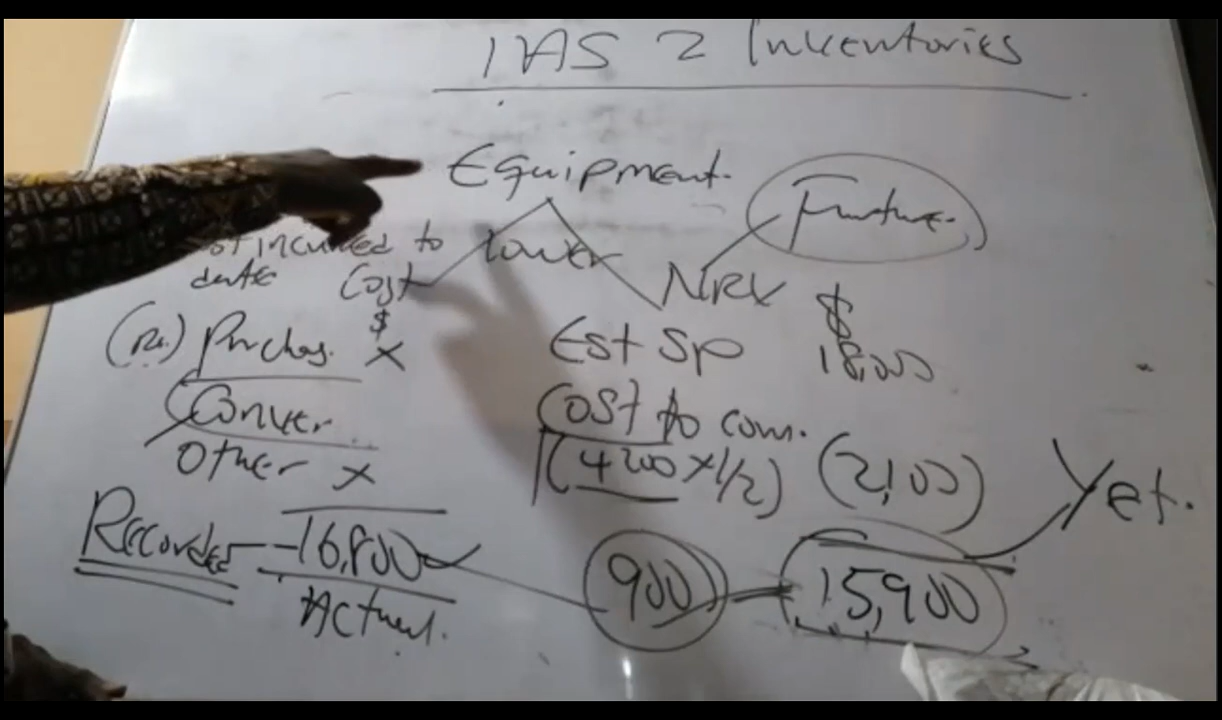 IAS 2 Inventories
Equipment.
Future.
incurred to
date Cost
lower
NRV
$
$
Purchas. x
Est Sp 18,000
Conver
Cost to com.
Other x
(4200 x 1/2) (2,100)
Yet.
Recorded 16,800
900 15,900
Actual.